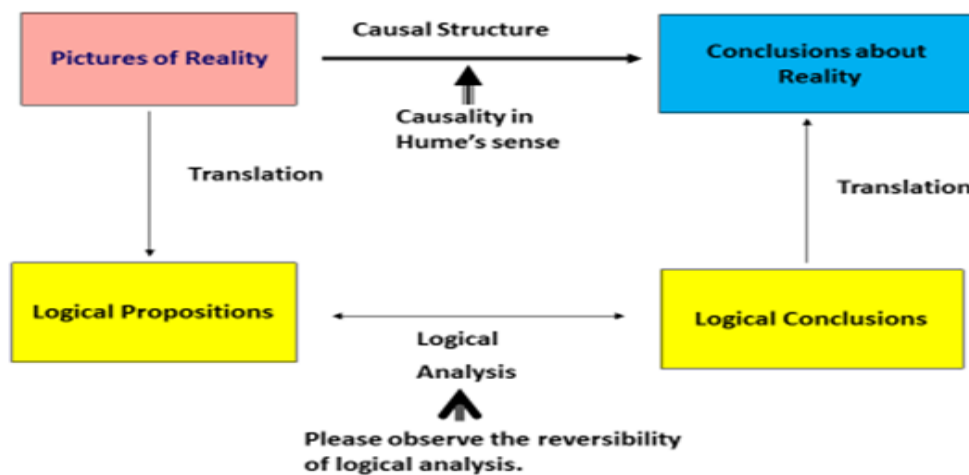 Pictures of Reality
Causal Structure
Conclusions about
Reality
Causality in
Hume's sense
Translation
Translation
Logical Propositions
Logical
Analysis
Logical Conclusions
Please observe the reversibility
of logical analysis.